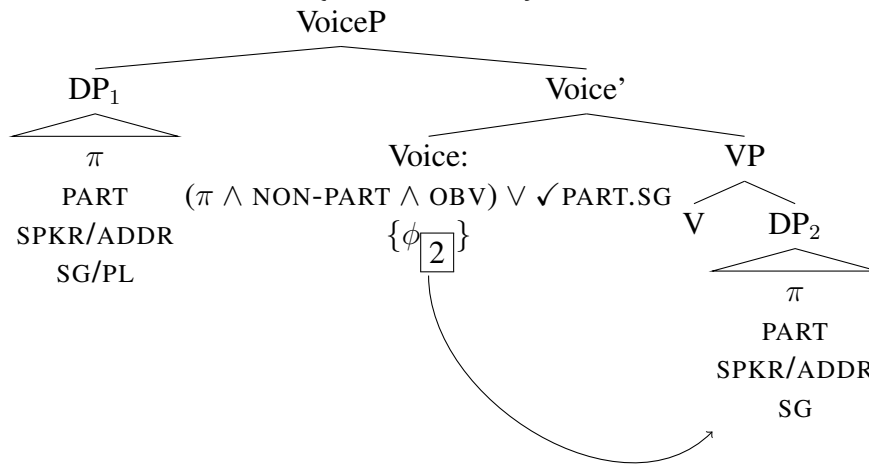 VoiceP
DP₁ Voice’
π Voice: VP
PART (π ∧ NON-PART ∧ OBV) ∨ ✓PART.SG V DP₂
SPKR/ADDR {ϕ 2 }
SG/PL π
PART
SPKR/ADDR
SG